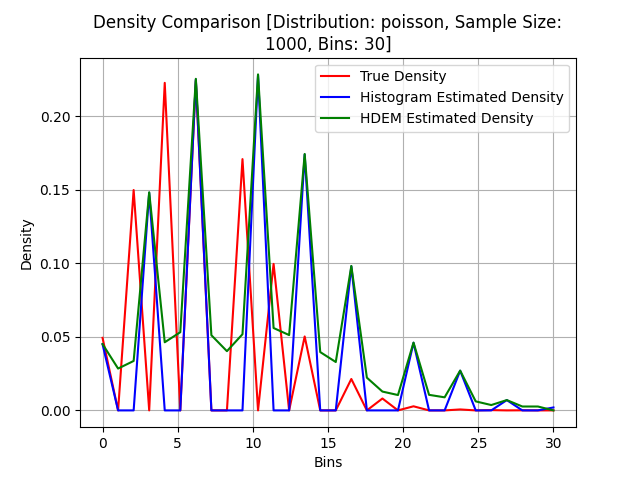 Density Comparison [Distribution: poisson, Sample Size:
1000, Bins: 30]
True Density
Histogram Estimated Density
HDEM Estimated Density
Density
0.20
0.15
0.10
0.05
0.00
0 5 10 15 20 25 30
Bins